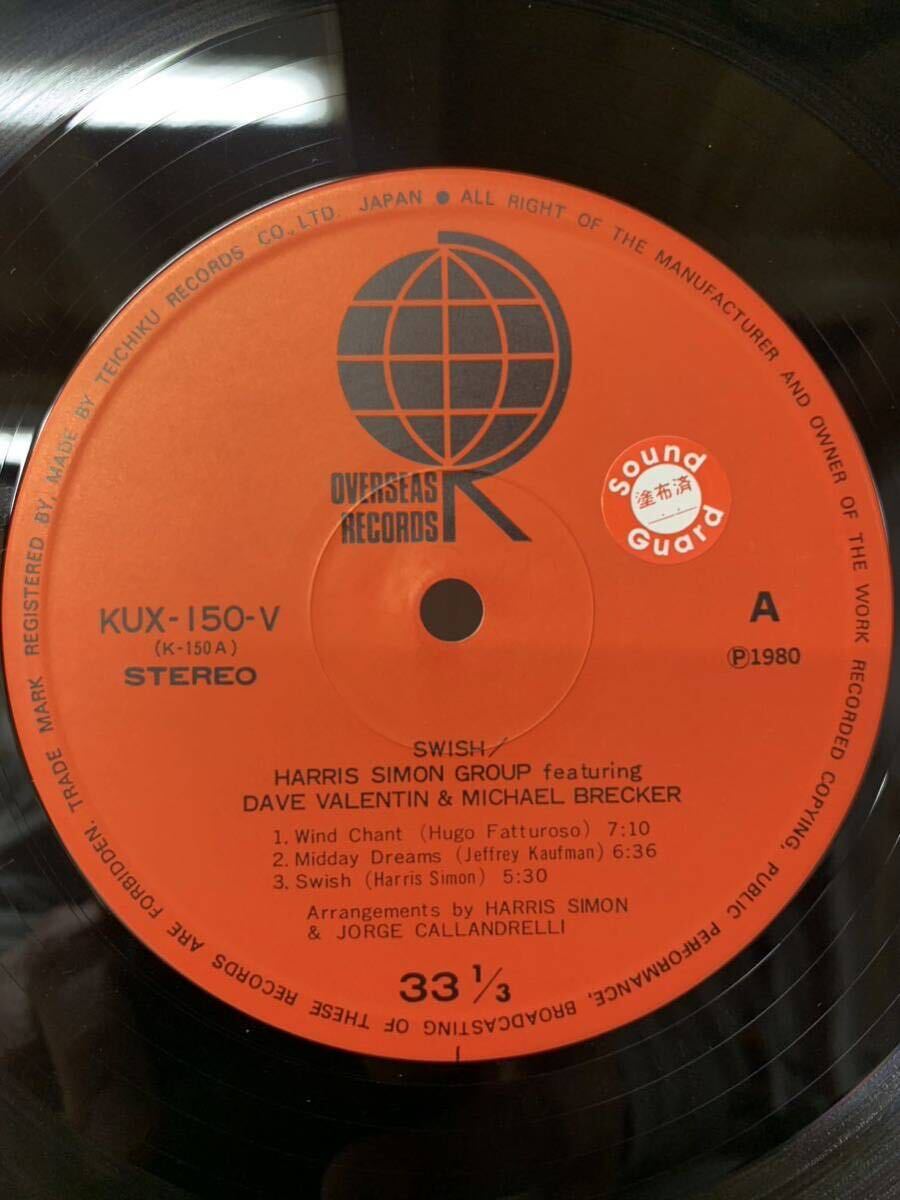 TRADE MARK REGISTERED BY, MADE BY TEICHIKU RECORDS CO., LTD. JAPAN ● ALL RIGHT OF THE MANUFACTURER AND OWNER OF THE WORK RECORDED COPYING, PUBLIC PERFORMANCE, BROADCASTING OF THESE RECORDS ARE FORBIDDEN.
OVERSEAS
RECORDS
R
Sound
塗布済
Guard
KUX-150-V
(K-150A)
STEREO
A
Ⓟ1980
SWISH/
HARRIS SIMON GROUP featuring
DAVE VALENTIN & MICHAEL BRECKER
1. Wind Chant (Hugo Fatturoso) 7:10
2. Midday Dreams (Jeffrey Kaufman) 6:36
3. Swish (Harris Simon) 5:30
Arrangements by HARRIS SIMON
& JORGE CALLANDRELLI
33 1/3